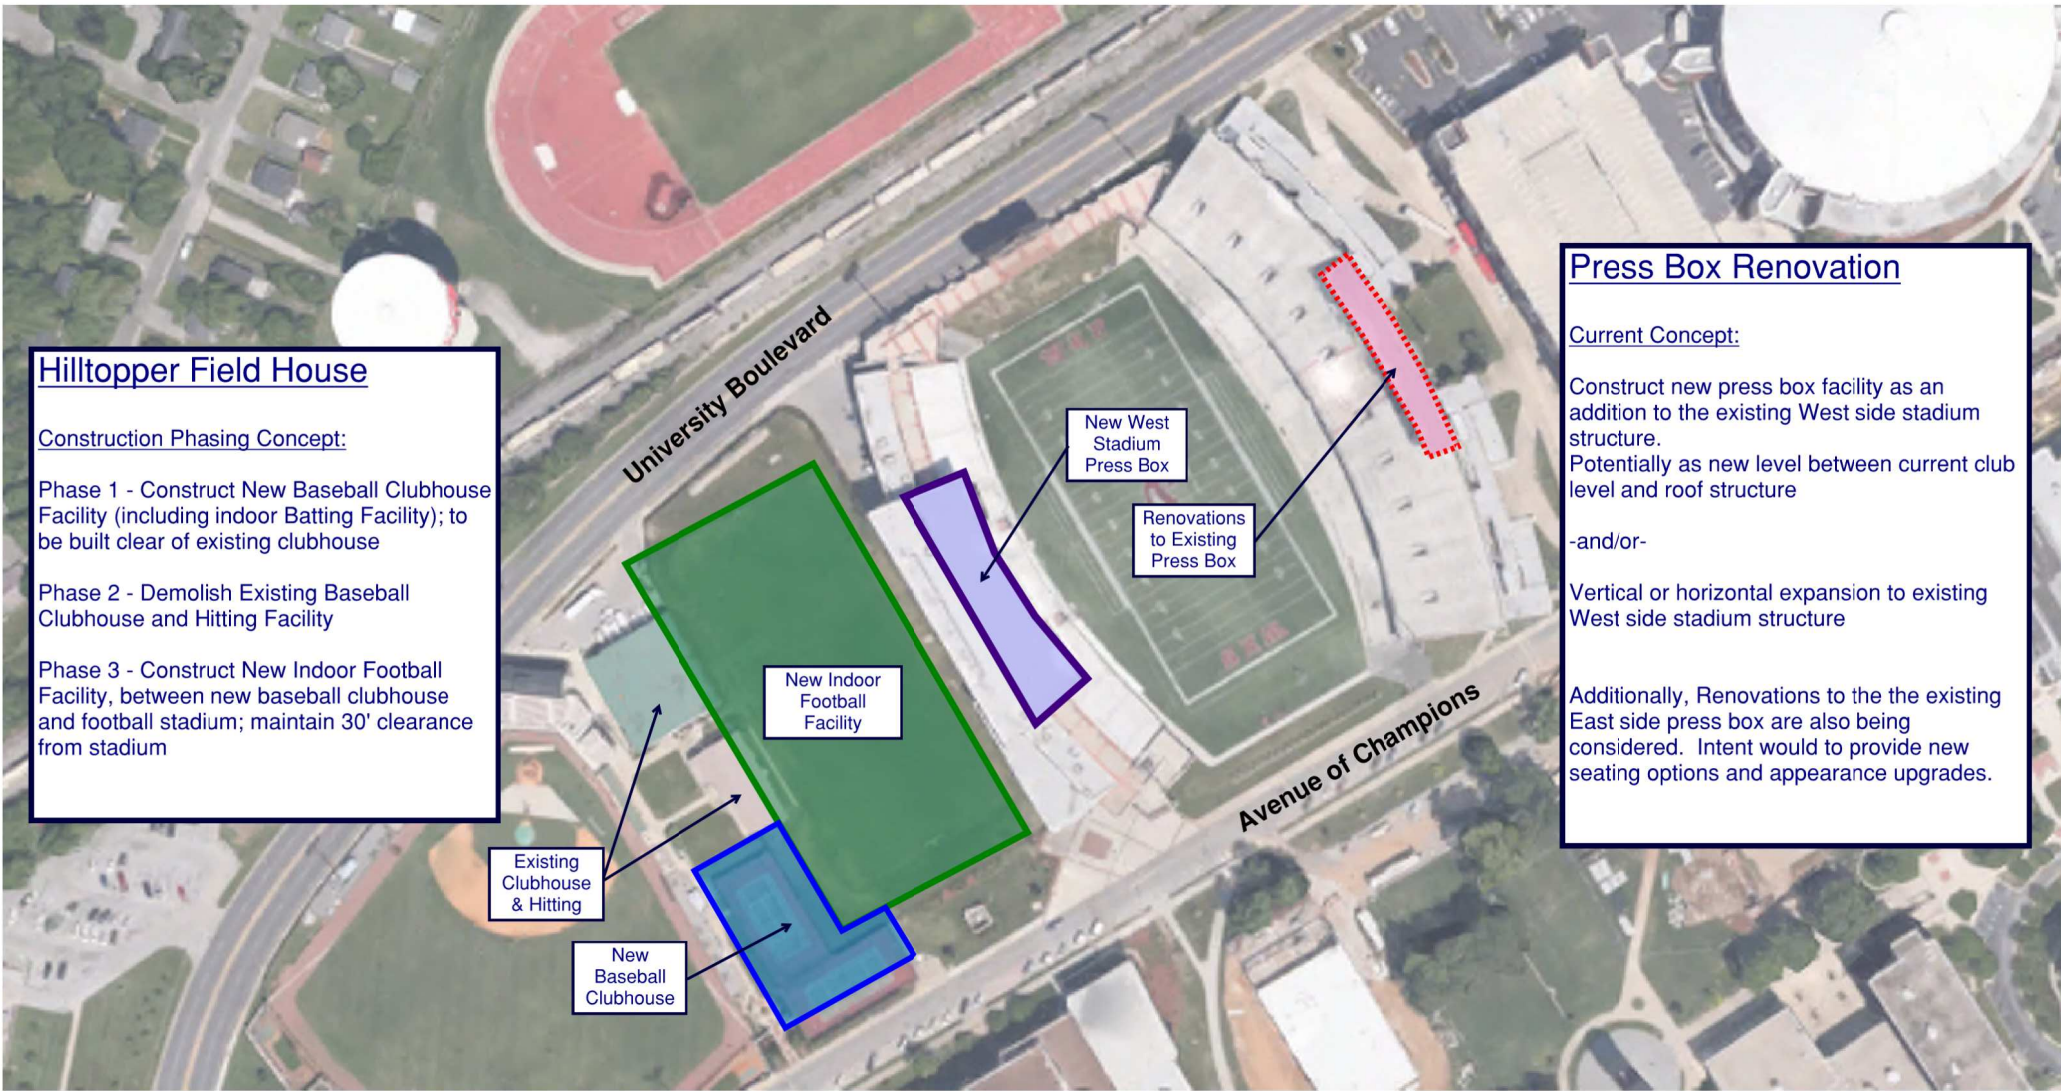 Hilltopper Field House
Construction Phasing Concept:
Phase 1 - Construct New Baseball Clubhouse
Facility (including indoor Batting Facility); to
be built clear of existing clubhouse
Phase 2 - Demolish Existing Baseball
Clubhouse and Hitting Facility
Phase 3 - Construct New Indoor Football
Facility, between new baseball clubhouse
and football stadium; maintain 30' clearance
from stadium
University Boulevard
New West
Stadium
Press Box
Renovations
to Existing
Press Box
New Indoor
Football
Facility
Existing
Clubhouse
& Hitting
New
Baseball
Clubhouse
Avenue of Champions
Press Box Renovation
Current Concept:
Construct new press box facility as an
addition to the existing West side stadium
structure.
Potentially as new level between current club
level and roof structure
-and/or-
Vertical or horizontal expansion to existing
West side stadium structure
Additionally, Renovations to the the existing
East side press box are also being
considered.  Intent would to provide new
seating options and appearance upgrades.